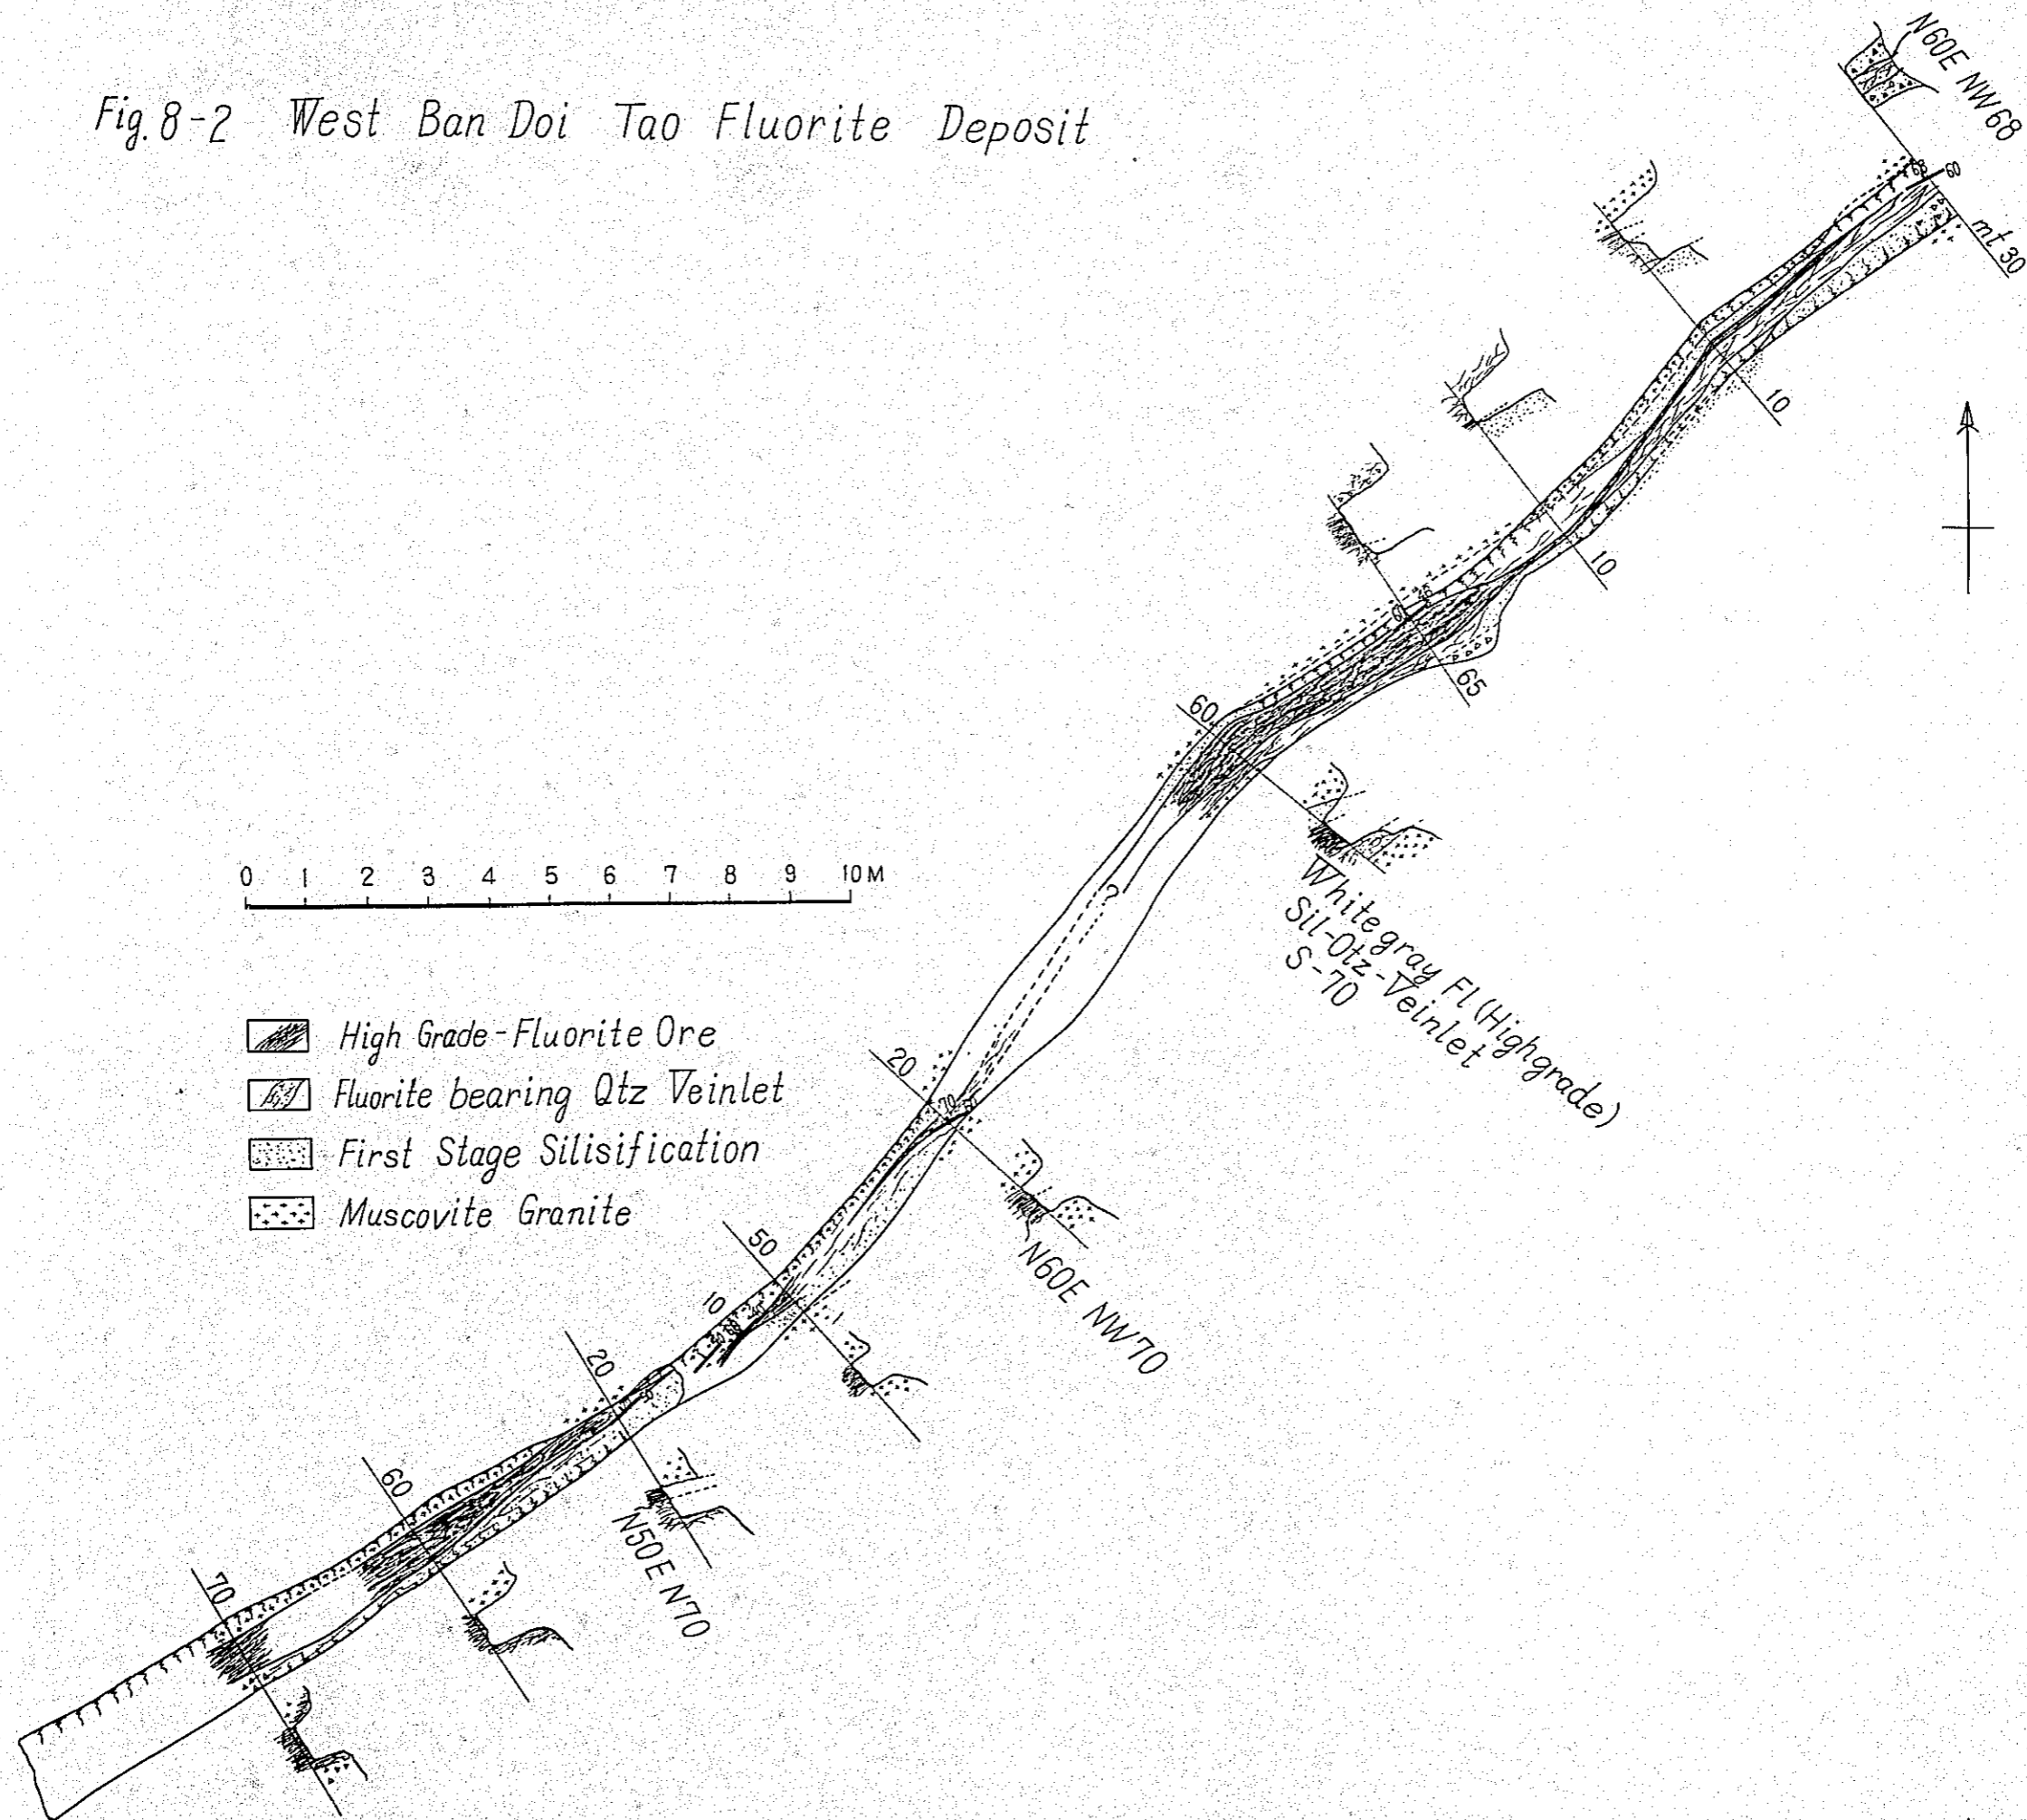 Fig. 8-2 West Ban Doi Tao Fluorite Deposit
N60E NW68
60
mt 30
10
10
65
60
Whitegray Fl (Highgrade)
Sil-Qtz-Veinlet
S-70
0 1 2 3 4 5 6 7 8 9 10 M
High Grade-Fluorite Ore
Fluorite bearing Qtz Veinlet
First Stage Silisification
Muscovite Granite
?
20
70
N60E NW70
50
10
20
N50E N70
60
70